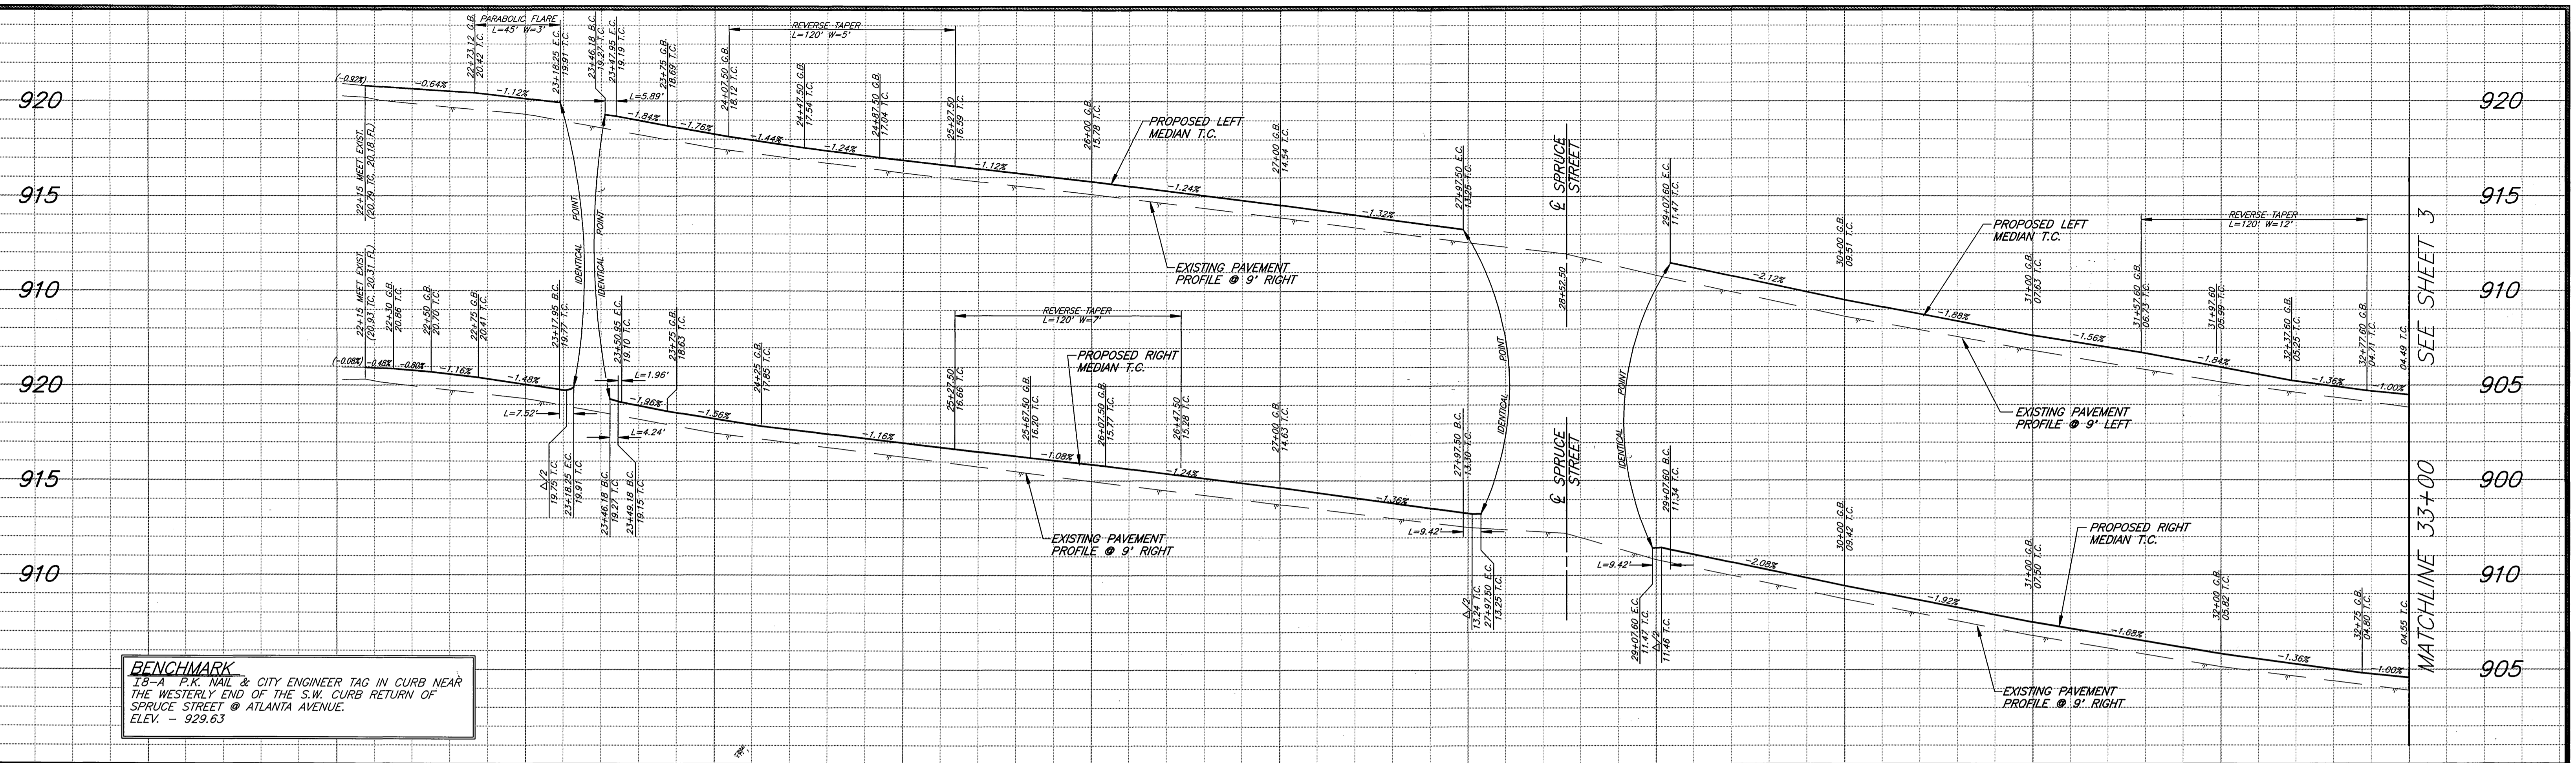 PARABOLIC FLARE
L=45' W=3'
REVERSE TAPER
L=120' W=5'
22+73.12 G.B.
20.42 T.C.
23+18.25 E.C.
19.91 T.C.
23+46.18 B.C.
19.27 T.C.
23+47.95 E.C.
19.19 T.C.
23+75 G.B.
18.69 T.C.
24+07.50 G.B.
18.12 T.C.
24+47.50 G.B.
17.54 T.C.
24+87.50 G.B.
17.04 T.C.
25+27.50
16.59 T.C.
26+00 G.B.
15.78 T.C.
27+00 G.B.
14.54 T.C.
27+97.50 E.C.
13.25 T.C.
(-0.92%)
-0.64%
-1.12%
L=5.89'
-1.84%
-1.76%
-1.44%
-1.24%
-1.12%
-1.24%
-1.32%
920
920
915
915
910
910
920
905
915
900
910
910
905
PROPOSED LEFT
MEDIAN T.C.
EXISTING PAVEMENT
PROFILE @ 9' RIGHT
22+15 MEET EXIST.
(20.79 TC, 20.18 FL)
IDENTICAL POINT
IDENTICAL POINT
℄ SPRUCE
STREET
28+52.50
29+07.60 E.C.
11.47 T.C.
30+00 G.B.
09.51 T.C.
31+00 G.B.
07.63 T.C.
31+57.60 G.B.
06.73 T.C.
31+97.60
05.99 T.C.
32+37.60 G.B.
05.25 T.C.
32+77.60 G.B.
04.71 T.C.
04.49 T.C.
REVERSE TAPER
L=120' W=12'
PROPOSED LEFT
MEDIAN T.C.
-2.12%
-1.88%
-1.56%
-1.84%
-1.36%
-1.00%
EXISTING PAVEMENT
PROFILE @ 9' LEFT
22+15 MEET EXIST.
(20.93 TC, 20.31 FL)
22+30 G.B.
20.86 T.C.
22+50 G.B.
20.70 T.C.
22+75 G.B.
20.41 T.C.
23+17.95 B.C.
19.77 T.C.
23+50.95 E.C.
19.10 T.C.
23+75 G.B.
18.63 T.C.
24+25 G.B.
17.85 T.C.
25+27.50
16.66 T.C.
25+67.50 G.B.
16.20 T.C.
26+07.50 G.B.
15.77 T.C.
26+47.50
15.28 T.C.
27+00 G.B.
14.63 T.C.
27+97.50 B.C.
13.30 T.C.
REVERSE TAPER
L=120' W=7'
PROPOSED RIGHT
MEDIAN T.C.
(-0.08%)
-0.48%
-0.80%
-1.16%
-1.48%
L=7.52'
L=1.96'
L=4.24'
-1.96%
-1.56%
-1.16%
-1.08%
-1.24%
-1.36%
L=9.42'
△/2
19.75 T.C.
23+18.25 E.C.
19.91 T.C.
23+46.18 B.C.
19.27 T.C.
23+49.18 B.C.
19.15 T.C.
EXISTING PAVEMENT
PROFILE @ 9' RIGHT
△/2
13.24 T.C.
27+97.50 E.C.
13.25 T.C.
IDENTICAL POINT
℄ SPRUCE
STREET
IDENTICAL POINT
29+07.60 B.C.
11.34 T.C.
L=9.42'
29+07.60 E.C.
11.47 T.C.
△/2
11.46 T.C.
30+00 G.B.
09.42 T.C.
31+00 G.B.
07.50 T.C.
32+00 G.B.
05.82 T.C.
32+75 G.B.
04.80 T.C.
04.55 T.C.
PROPOSED RIGHT
MEDIAN T.C.
-2.08%
-1.92%
-1.68%
-1.36%
-1.00%
EXISTING PAVEMENT
PROFILE @ 9' RIGHT
MATCHLINE 33+00 SEE SHEET 3
BENCHMARK
I8-A P.K. NAIL & CITY ENGINEER TAG IN CURB NEAR
THE WESTERLY END OF THE S.W. CURB RETURN OF
SPRUCE STREET @ ATLANTA AVENUE.
ELEV. - 929.63